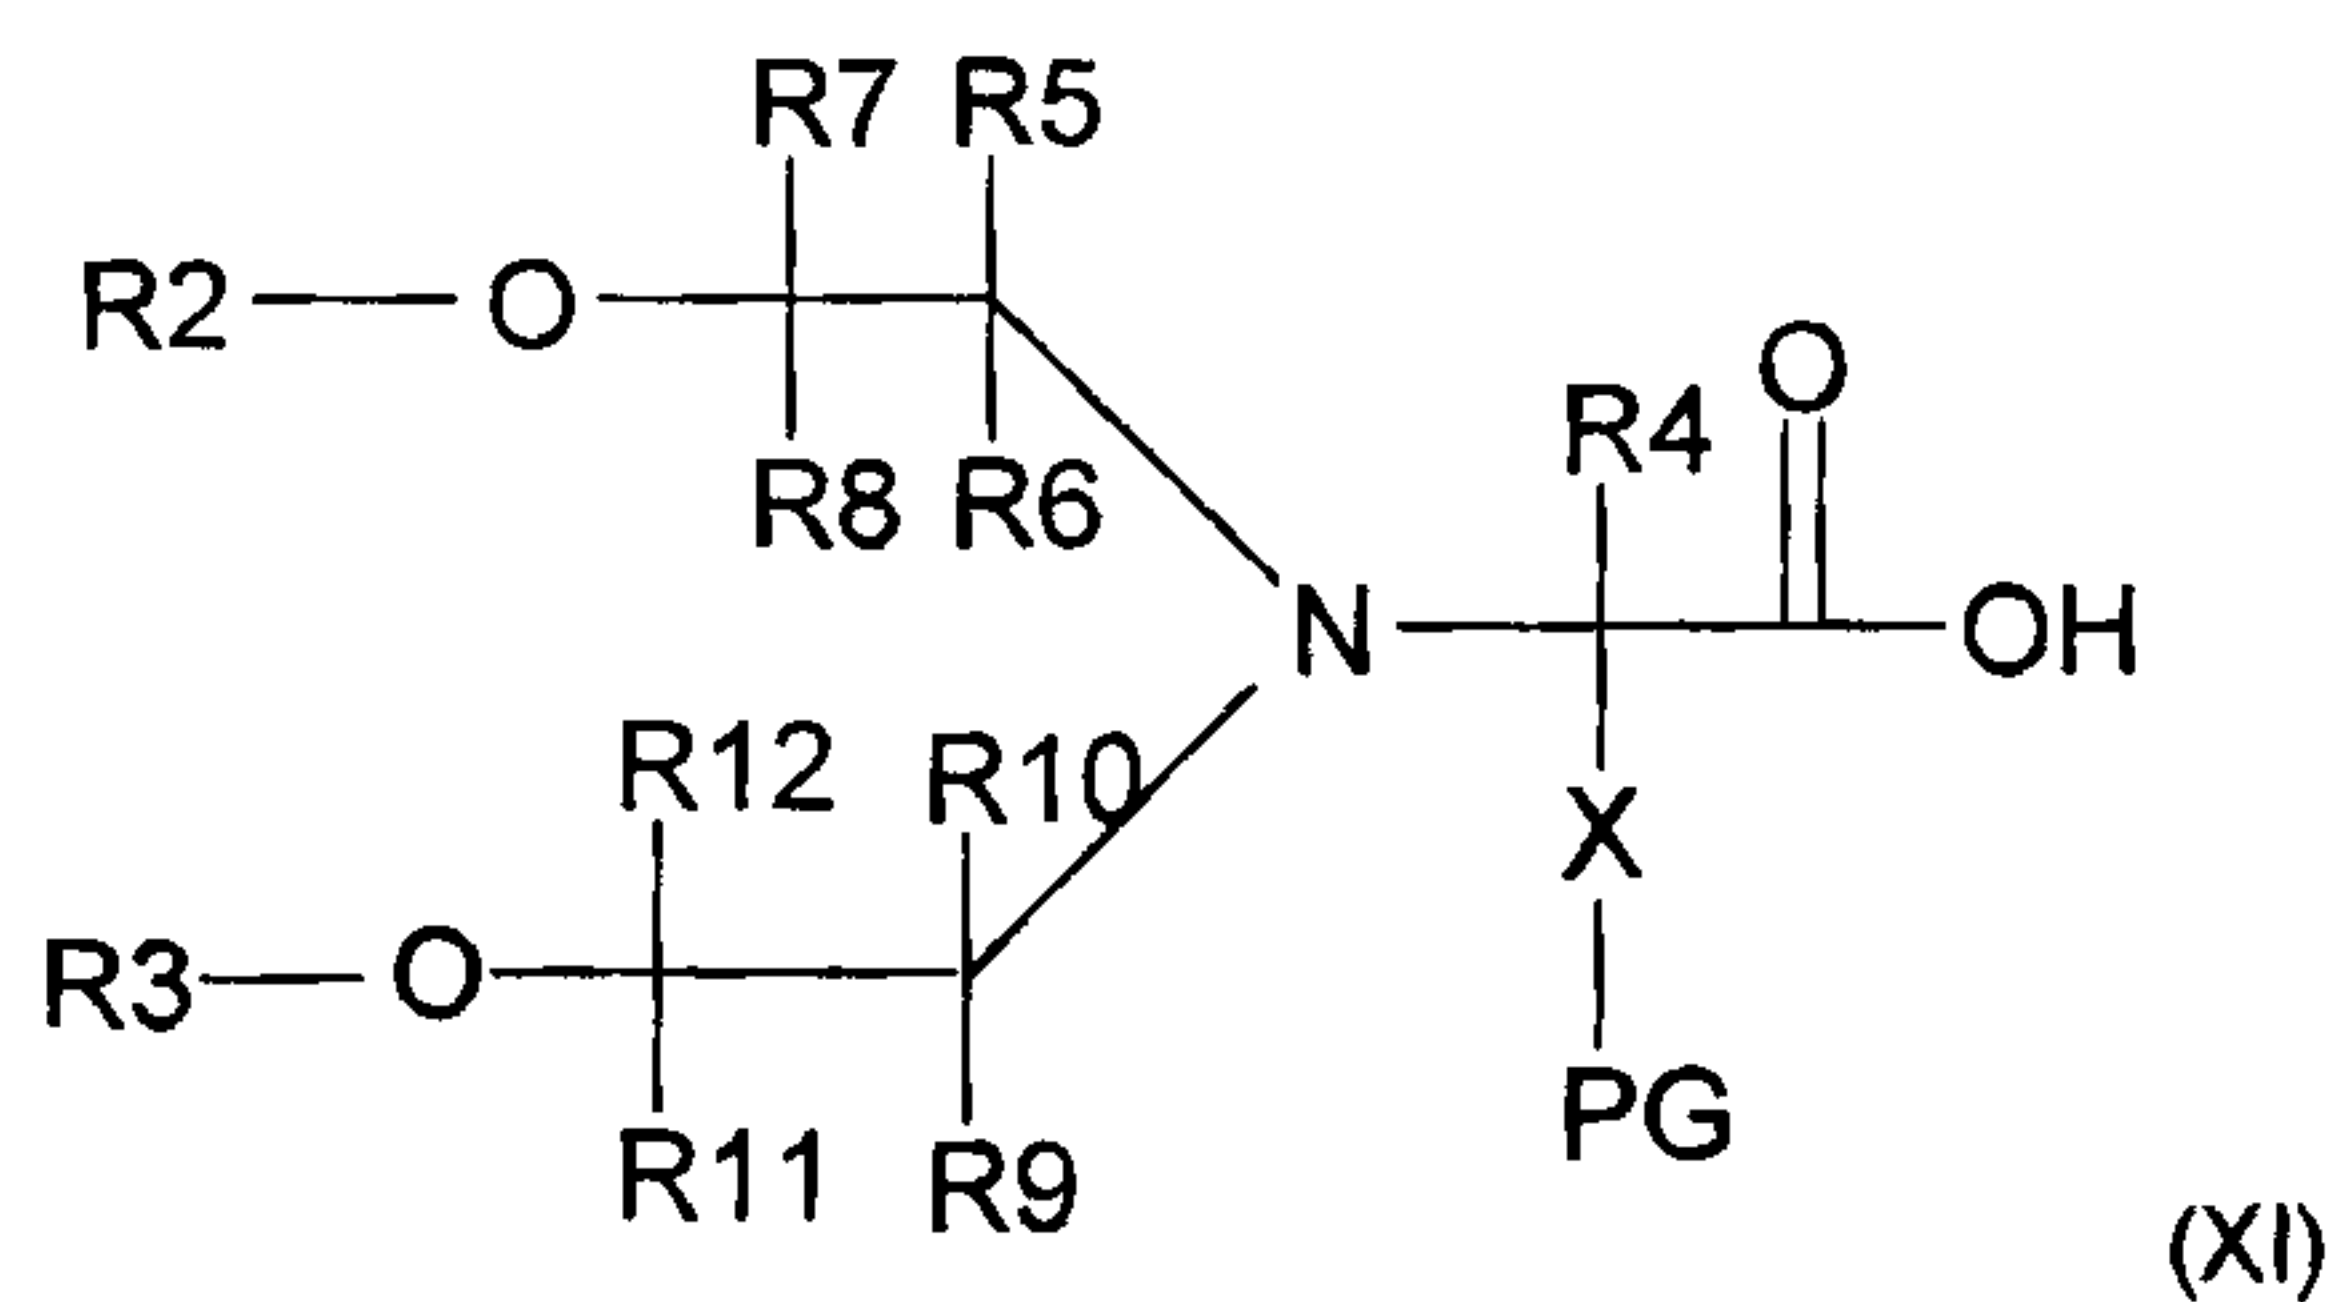 R7 R5
R2 O
O
R4
R8 R6
N OH
R12 R10
X
R3 O
PG
R11 R9
(XI)